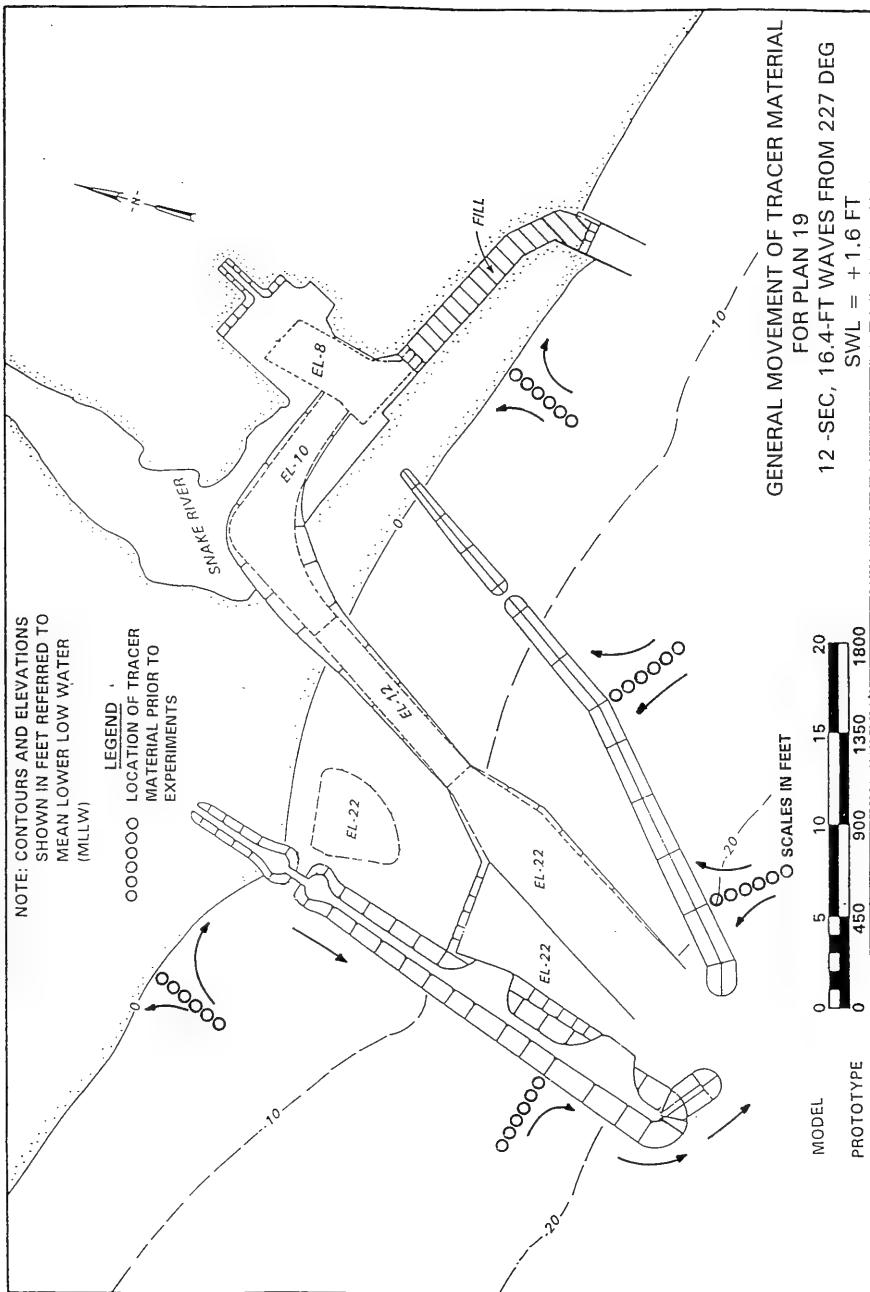 NOTE: CONTOURS AND ELEVATIONS
SHOWN IN FEET REFERRED TO
MEAN LOWER LOW WATER
(MLLW)
LEGEND
OOOOOO LOCATION OF TRACER
MATERIAL PRIOR TO
EXPERIMENTS
-N-
SNAKE RIVER
EL-8
EL-10
FILL
EL-12
EL-22
EL-22
EL-22
0
0
-10
-10
-20
-20
SCALES IN FEET
MODEL
0 5 10 15 20
PROTOTYPE
0 450 900 1350 1800
GENERAL MOVEMENT OF TRACER MATERIAL
FOR PLAN 19
12-SEC, 16.4-FT WAVES FROM 227 DEG
SWL = +1.6 FT